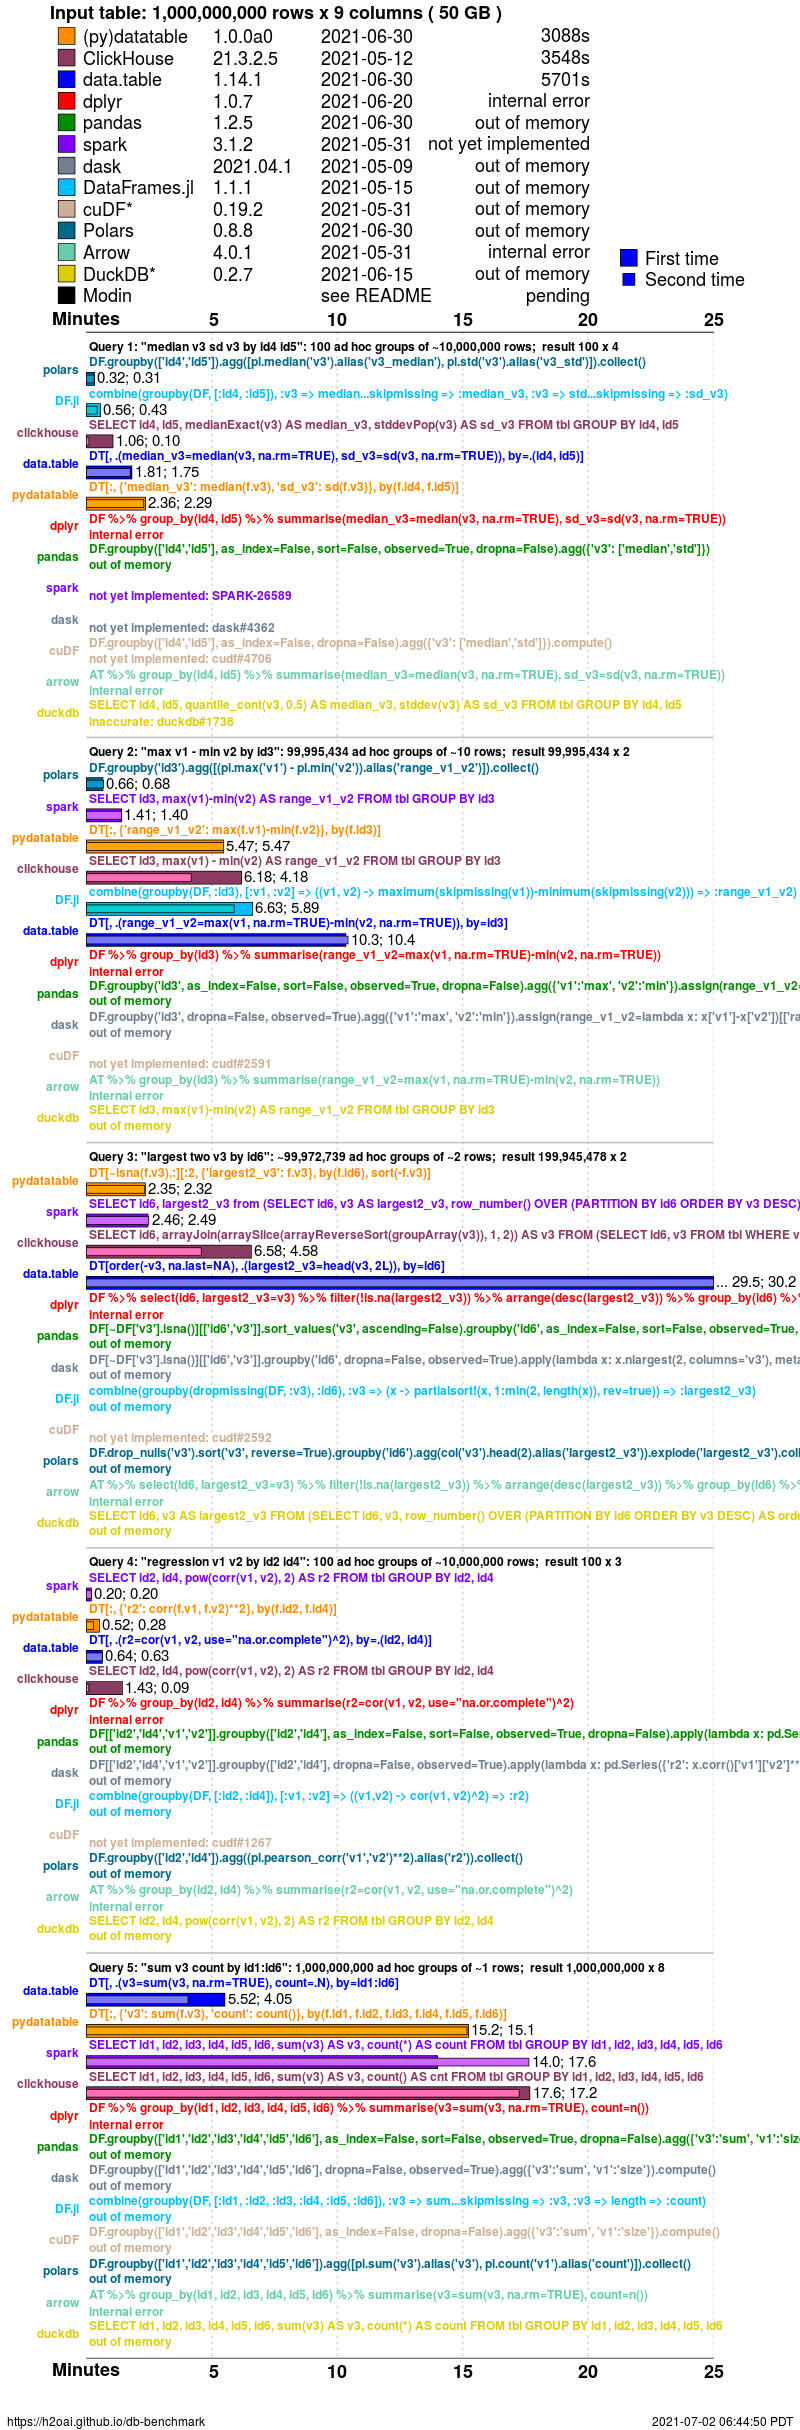 Input table: 1,000,000,000 rows x 9 columns ( 50 GB )
(py)datatable 1.0.0a0 2021-06-30 3088s
ClickHouse 21.3.2.5 2021-05-12 3548s
data.table 1.14.1 2021-06-30 5701s
dplyr 1.0.7 2021-06-20 internal error
pandas 1.2.5 2021-06-30 out of memory
spark 3.1.2 2021-05-31 not yet implemented
dask 2021.04.1 2021-05-09 out of memory
DataFrames.jl 1.1.1 2021-05-15 out of memory
cuDF* 0.19.2 2021-05-31 out of memory
Polars 0.8.8 2021-06-30 out of memory
Arrow 4.0.1 2021-05-31 internal error
DuckDB* 0.2.7 2021-06-15 out of memory
Modin see README pending
First time
Second time
Minutes 5 10 15 20 25
Query 1: "median v3 sd v3 by id4 id5": 100 ad hoc groups of ~10,000,000 rows; result 100 x 4
polars DF.groupby(['id4','id5']).agg([pl.median('v3').alias('v3_median'), pl.std('v3').alias('v3_std')]).collect()
0.32; 0.31
DF.jl combine(groupby(DF, [:id4, :id5]), :v3 => median...skipmissing => :median_v3, :v3 => std...skipmissing => :sd_v3)
0.56; 0.43
clickhouse SELECT id4, id5, medianExact(v3) AS median_v3, stddevPop(v3) AS sd_v3 FROM tbl GROUP BY id4, id5
1.06; 0.10
data.table DT[, .(median_v3=median(v3, na.rm=TRUE), sd_v3=sd(v3, na.rm=TRUE)), by=.(id4, id5)]
1.81; 1.75
pydatatable DT[:, {'median_v3': median(f.v3), 'sd_v3': sd(f.v3)}, by(f.id4, f.id5)]
2.36; 2.29
dplyr DF %>% group_by(id4, id5) %>% summarise(median_v3=median(v3, na.rm=TRUE), sd_v3=sd(v3, na.rm=TRUE))
internal error
pandas DF.groupby(['id4','id5'], as_index=False, sort=False, observed=True, dropna=False).agg({'v3': ['median','std']})
out of memory
spark
not yet implemented: SPARK-26589
dask
not yet implemented: dask#4362
cuDF DF.groupby(['id4','id5'], as_index=False, dropna=False).agg({'v3': ['median','std']}).compute()
not yet implemented: cudf#4706
arrow AT %>% group_by(id4, id5) %>% summarise(median_v3=median(v3, na.rm=TRUE), sd_v3=sd(v3, na.rm=TRUE))
internal error
duckdb SELECT id4, id5, quantile_cont(v3, 0.5) AS median_v3, stddev(v3) AS sd_v3 FROM tbl GROUP BY id4, id5
inaccurate: duckdb#1738
Query 2: "max v1 - min v2 by id3": 99,995,434 ad hoc groups of ~10 rows; result 99,995,434 x 2
polars DF.groupby('id3').agg([(pl.max('v1') - pl.min('v2')).alias('range_v1_v2')]).collect()
0.66; 0.68
spark SELECT id3, max(v1)-min(v2) AS range_v1_v2 FROM tbl GROUP BY id3
1.41; 1.40
pydatatable DT[:, {'range_v1_v2': max(f.v1)-min(f.v2)}, by(f.id3)]
5.47; 5.47
clickhouse SELECT id3, max(v1) - min(v2) AS range_v1_v2 FROM tbl GROUP BY id3
6.18; 4.18
DF.jl combine(groupby(DF, :id3), [:v1, :v2] => ((v1, v2) -> maximum(skipmissing(v1))-minimum(skipmissing(v2))) => :range_v1_v2)
6.63; 5.89
data.table DT[, .(range_v1_v2=max(v1, na.rm=TRUE)-min(v2, na.rm=TRUE)), by=id3]
10.3; 10.4
dplyr DF %>% group_by(id3) %>% summarise(range_v1_v2=max(v1, na.rm=TRUE)-min(v2, na.rm=TRUE))
internal error
pandas DF.groupby('id3', as_index=False, sort=False, observed=True, dropna=False).agg({'v1':'max', 'v2':'min'}).assign(range_v1_v2=
out of memory
dask DF.groupby('id3', dropna=False, observed=True).agg({'v1':'max', 'v2':'min'}).assign(range_v1_v2=lambda x: x['v1']-x['v2'])[['ra
out of memory
cuDF
not yet implemented: cudf#2591
arrow AT %>% group_by(id3) %>% summarise(range_v1_v2=max(v1, na.rm=TRUE)-min(v2, na.rm=TRUE))
internal error
duckdb SELECT id3, max(v1)-min(v2) AS range_v1_v2 FROM tbl GROUP BY id3
out of memory
Query 3: "largest two v3 by id6": ~99,972,739 ad hoc groups of ~2 rows; result 199,945,478 x 2
pydatatable DT[~isna(f.v3),:][:2, {'largest2_v3': f.v3}, by(f.id6), sort(-f.v3)]
2.35; 2.32
spark SELECT id6, largest2_v3 from (SELECT id6, v3 AS largest2_v3, row_number() OVER (PARTITION BY id6 ORDER BY v3 DESC)
2.46; 2.49
clickhouse SELECT id6, arrayJoin(arraySlice(arrayReverseSort(groupArray(v3)), 1, 2)) AS v3 FROM (SELECT id6, v3 FROM tbl WHERE v
6.58; 4.58
data.table DT[order(-v3, na.last=NA), .(largest2_v3=head(v3, 2L)), by=id6]
... 29.5; 30.2
dplyr DF %>% select(id6, largest2_v3=v3) %>% filter(!is.na(largest2_v3)) %>% arrange(desc(largest2_v3)) %>% group_by(id6) %>%
internal error
pandas DF[~DF['v3'].isna()][['id6','v3']].sort_values('v3', ascending=False).groupby('id6', as_index=False, sort=False, observed=True,
out of memory
dask DF[~DF['v3'].isna()][['id6','v3']].groupby('id6', dropna=False, observed=True).apply(lambda x: x.nlargest(2, columns='v3'), meta
out of memory
DF.jl combine(groupby(dropmissing(DF, :v3), :id6), :v3 => (x -> partialsort!(x, 1:min(2, length(x)), rev=true)) => :largest2_v3)
out of memory
cuDF
not yet implemented: cudf#2592
polars DF.drop_nulls('v3').sort('v3', reverse=True).groupby('id6').agg(col('v3').head(2).alias('largest2_v3')).explode('largest2_v3').coll
out of memory
arrow AT %>% select(id6, largest2_v3=v3) %>% filter(!is.na(largest2_v3)) %>% arrange(desc(largest2_v3)) %>% group_by(id6) %>%
internal error
duckdb SELECT id6, v3 AS largest2_v3 FROM (SELECT id6, v3, row_number() OVER (PARTITION BY id6 ORDER BY v3 DESC) AS orde
out of memory
Query 4: "regression v1 v2 by id2 id4": 100 ad hoc groups of ~10,000,000 rows; result 100 x 3
spark SELECT id2, id4, pow(corr(v1, v2), 2) AS r2 FROM tbl GROUP BY id2, id4
0.20; 0.20
pydatatable DT[:, {'r2': corr(f.v1, f.v2)**2}, by(f.id2, f.id4)]
0.52; 0.28
data.table DT[, .(r2=cor(v1, v2, use="na.or.complete")^2), by=.(id2, id4)]
0.64; 0.63
clickhouse SELECT id2, id4, pow(corr(v1, v2), 2) AS r2 FROM tbl GROUP BY id2, id4
1.43; 0.09
dplyr DF %>% group_by(id2, id4) %>% summarise(r2=cor(v1, v2, use="na.or.complete")^2)
internal error
pandas DF[['id2','id4','v1','v2']].groupby(['id2','id4'], as_index=False, sort=False, observed=True, dropna=False).apply(lambda x: pd.Ser
out of memory
dask DF[['id2','id4','v1','v2']].groupby(['id2','id4'], dropna=False, observed=True).apply(lambda x: pd.Series({'r2': x.corr()['v1']['v2']**
out of memory
DF.jl combine(groupby(DF, [:id2, :id4]), [:v1, :v2] => ((v1,v2) -> cor(v1, v2)^2) => :r2)
out of memory
cuDF
not yet implemented: cudf#1267
polars DF.groupby(['id2','id4']).agg((pl.pearson_corr('v1','v2')**2).alias('r2')).collect()
out of memory
arrow AT %>% group_by(id2, id4) %>% summarise(r2=cor(v1, v2, use="na.or.complete")^2)
internal error
duckdb SELECT id2, id4, pow(corr(v1, v2), 2) AS r2 FROM tbl GROUP BY id2, id4
out of memory
Query 5: "sum v3 count by id1:id6": 1,000,000,000 ad hoc groups of ~1 rows; result 1,000,000,000 x 8
data.table DT[, .(v3=sum(v3, na.rm=TRUE), count=.N), by=id1:id6]
5.52; 4.05
pydatatable DT[:, {'v3': sum(f.v3), 'count': count()}, by(f.id1, f.id2, f.id3, f.id4, f.id5, f.id6)]
15.2; 15.1
spark SELECT id1, id2, id3, id4, id5, id6, sum(v3) AS v3, count(*) AS count FROM tbl GROUP BY id1, id2, id3, id4, id5, id6
14.0; 17.6
clickhouse SELECT id1, id2, id3, id4, id5, id6, sum(v3) AS v3, count() AS cnt FROM tbl GROUP BY id1, id2, id3, id4, id5, id6
17.6; 17.2
dplyr DF %>% group_by(id1, id2, id3, id4, id5, id6) %>% summarise(v3=sum(v3, na.rm=TRUE), count=n())
internal error
pandas DF.groupby(['id1','id2','id3','id4','id5','id6'], as_index=False, sort=False, observed=True, dropna=False).agg({'v3':'sum', 'v1':'size
out of memory
dask DF.groupby(['id1','id2','id3','id4','id5','id6'], dropna=False, observed=True).agg({'v3':'sum', 'v1':'size'}).compute()
out of memory
DF.jl combine(groupby(DF, [:id1, :id2, :id3, :id4, :id5, :id6]), :v3 => sum...skipmissing => :v3, :v3 => length => :count)
out of memory
cuDF DF.groupby(['id1','id2','id3','id4','id5','id6'], as_index=False, dropna=False).agg({'v3':'sum', 'v1':'size'}).compute()
out of memory
polars DF.groupby(['id1','id2','id3','id4','id5','id6']).agg([pl.sum('v3').alias('v3'), pl.count('v1').alias('count')]).collect()
out of memory
arrow AT %>% group_by(id1, id2, id3, id4, id5, id6) %>% summarise(v3=sum(v3, na.rm=TRUE), count=n())
internal error
duckdb SELECT id1, id2, id3, id4, id5, id6, sum(v3) AS v3, count(*) AS count FROM tbl GROUP BY id1, id2, id3, id4, id5, id6
out of memory
Minutes 5 10 15 20 25
https://h2oai.github.io/db-benchmark 2021-07-02 06:44:50 PDT